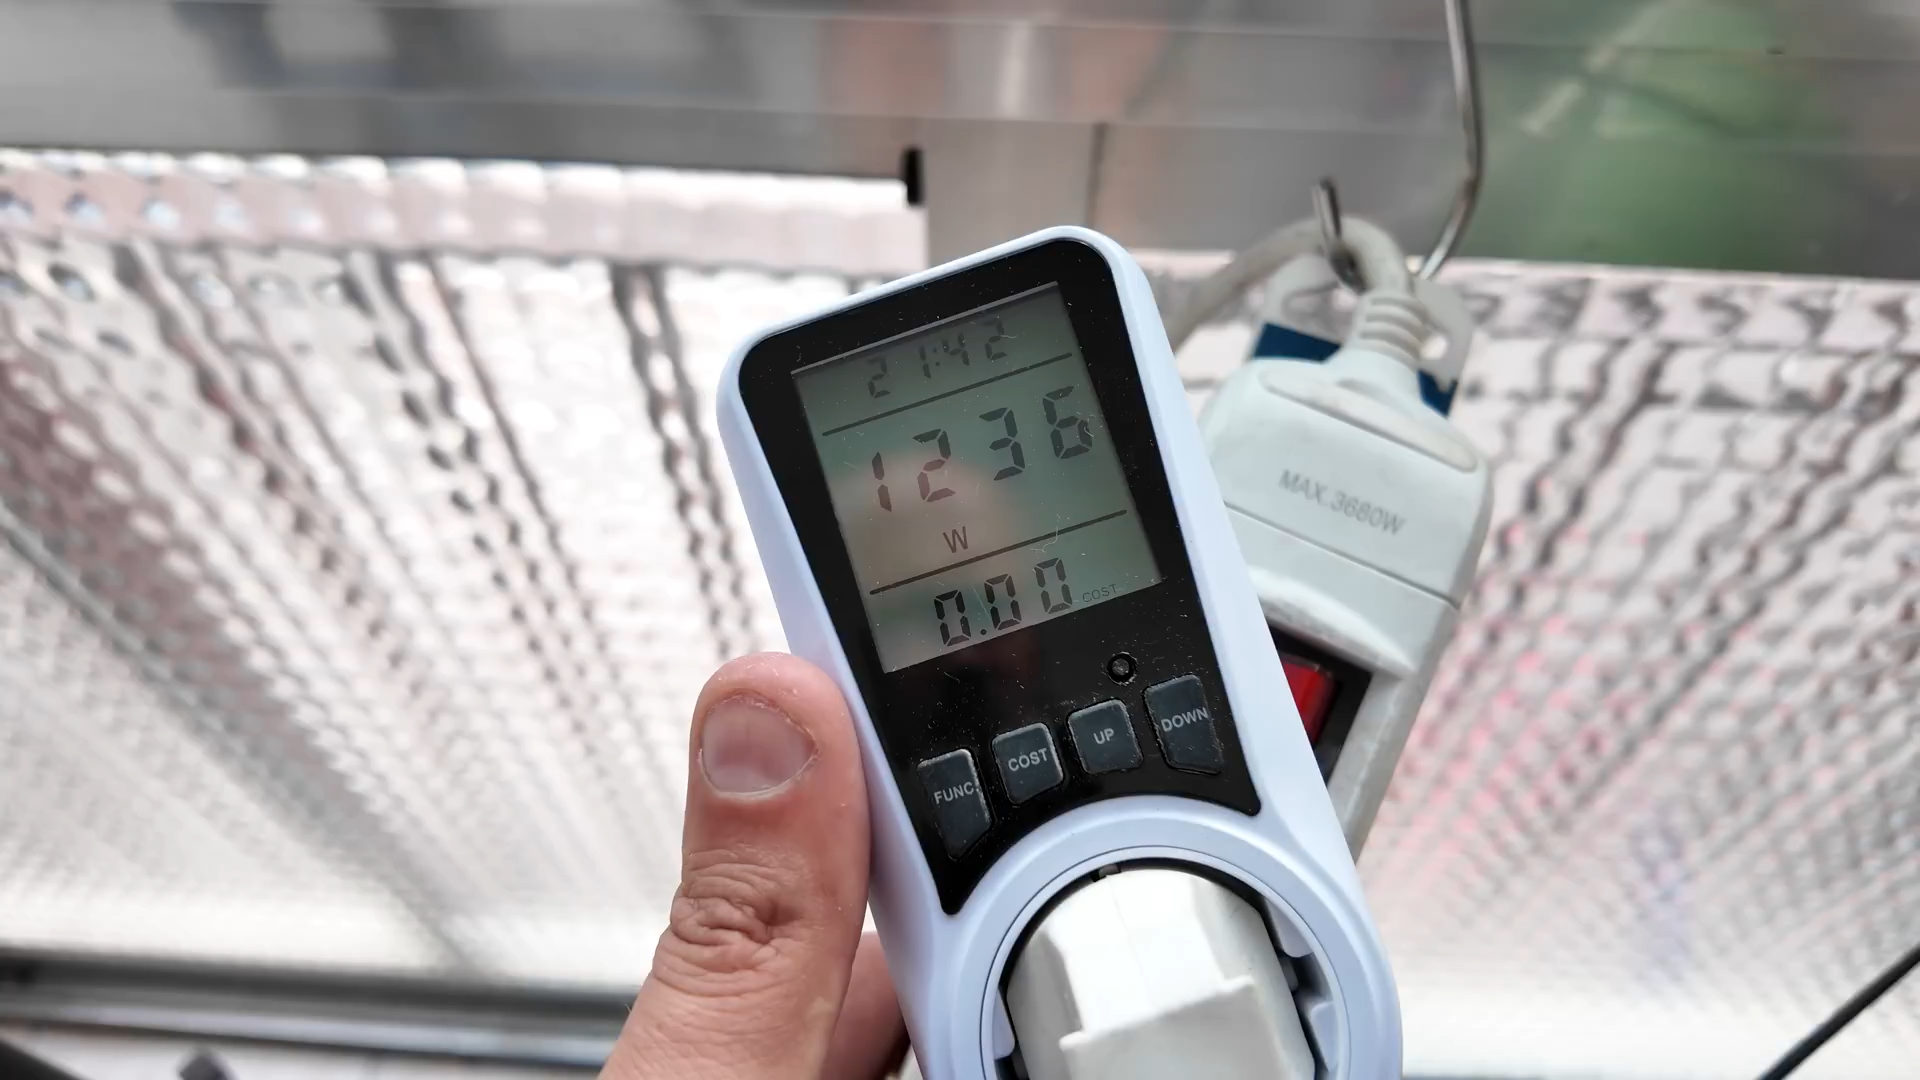 21:42
1236
W
0.00 COST
FUNC.
COST
UP
DOWN
MAX.3680W